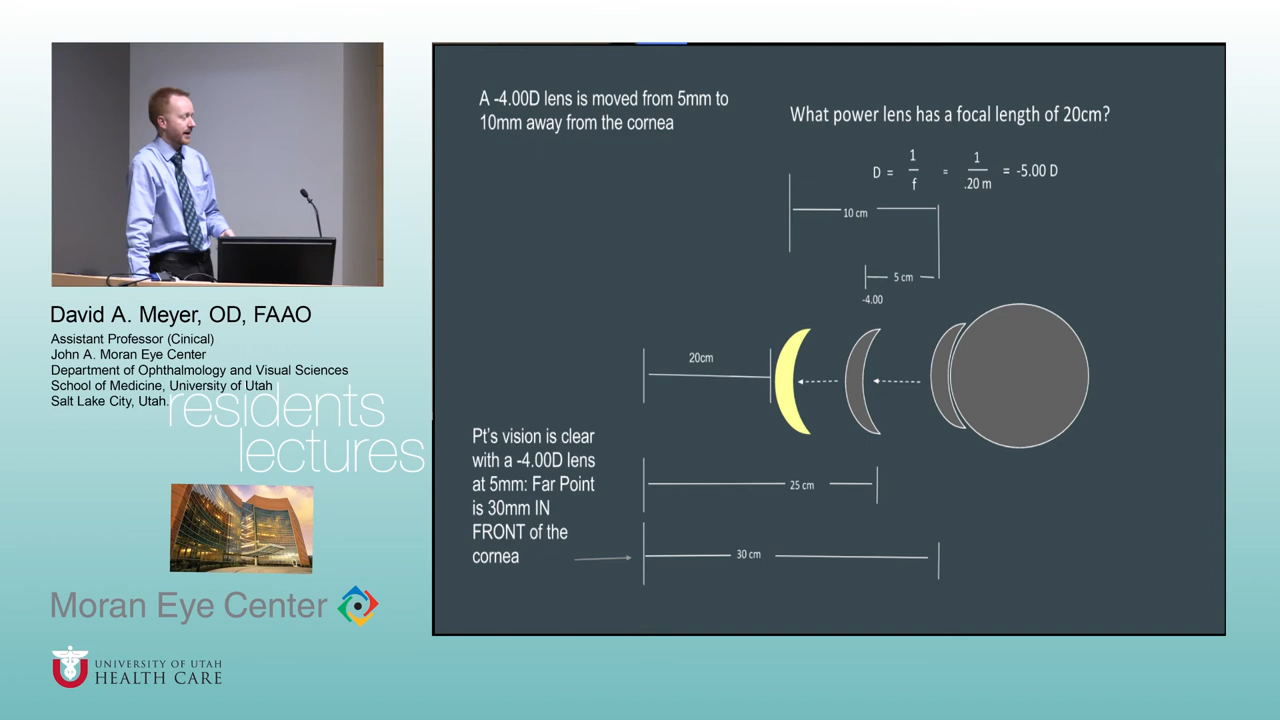 A -4.00D lens is moved from 5mm to
10mm away from the cornea
What power lens has a focal length of 20cm?
D = 1/f = 1/.20 m = -5.00 D
10 cm
5 cm
-4.00
20cm
Pt's vision is clear
with a -4.00D lens
at 5mm: Far Point
is 30mm IN
FRONT of the
cornea
25 cm
30 cm
David A. Meyer, OD, FAAO
Assistant Professor (Cinical)
John A. Moran Eye Center
Department of Ophthalmology and Visual Sciences
School of Medicine, University of Utah
Salt Lake City, Utah.
residents
lectures
Moran Eye Center
UNIVERSITY OF UTAH
HEALTH CARE